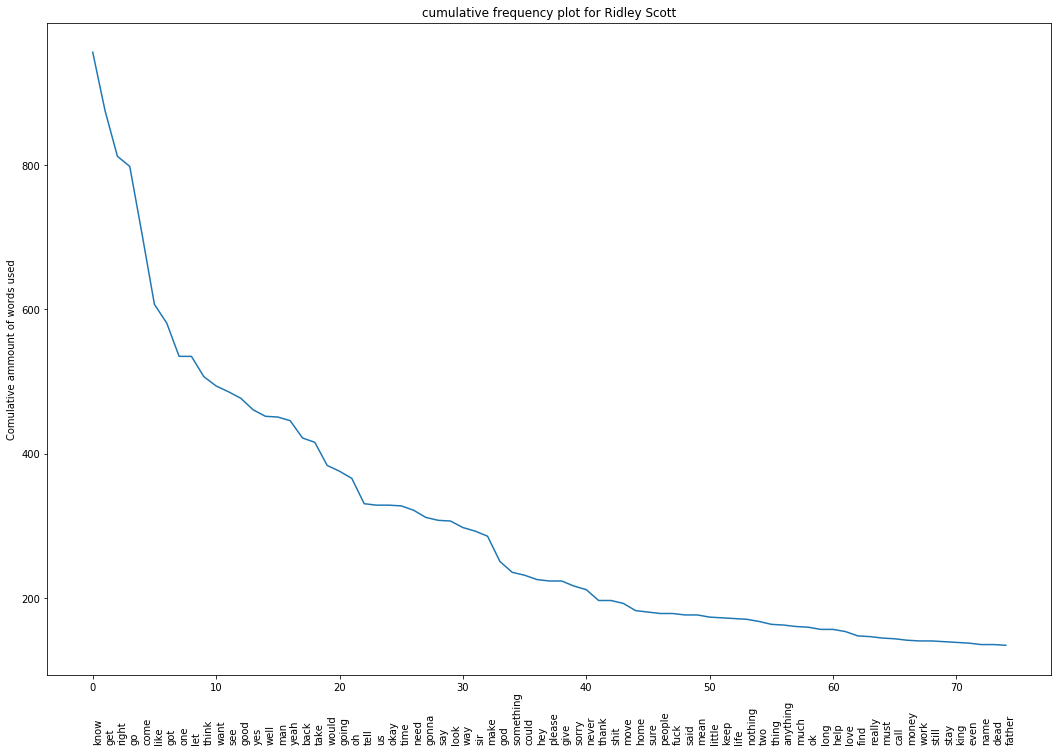 cumulative frequency plot for Ridley Scott
Comulative ammount of words used
800
600
400
200
0 10 20 30 40 50 60 70
know
get
right
go
come
like
got
one
let
think
want
see
good
yes
well
man
yeah
back
take
would
going
oh
tell
us
okay
time
need
gonna
say
look
way
sir
make
god
something
could
hey
please
give
sorry
never
thank
shit
move
home
sure
people
fuck
said
mean
little
keep
life
nothing
two
thing
anything
much
ok
long
help
love
find
really
must
call
money
work
still
stay
king
even
name
dead
father